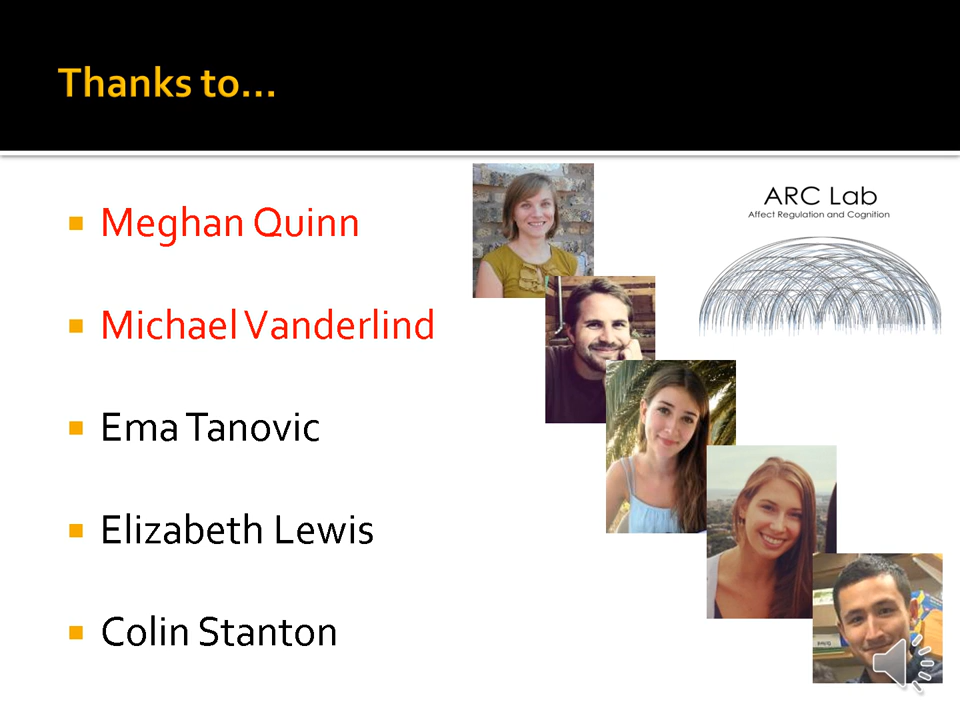 Thanks to...
Meghan Quinn
Michael Vanderlind
Ema Tanovic
Elizabeth Lewis
Colin Stanton
ARC Lab
Affect Regulation and Cognition